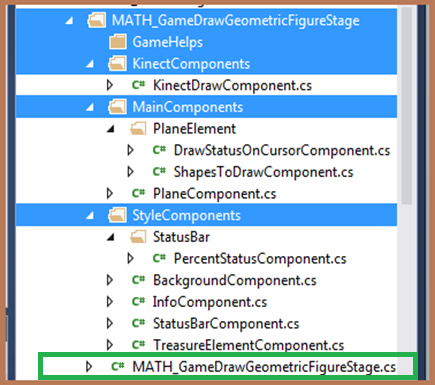 MATH_GameDrawGeometricFigureStage
GameHelps
KinectComponents
C# KinectDrawComponent.cs
MainComponents
PlaneElement
C# DrawStatusOnCursorComponent.cs
C# ShapesToDrawComponent.cs
C# PlaneComponent.cs
StyleComponents
StatusBar
C# PercentStatusComponent.cs
C# BackgroundComponent.cs
C# InfoComponent.cs
C# StatusBarComponent.cs
C# TreasureElementComponent.cs
C# MATH_GameDrawGeometricFigureStage.cs